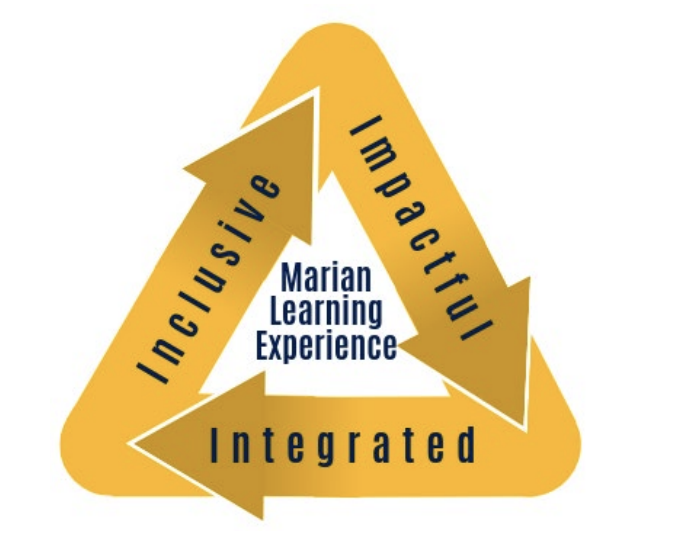 Inclusive
Impactful
Marian
Learning
Experience
Integrated